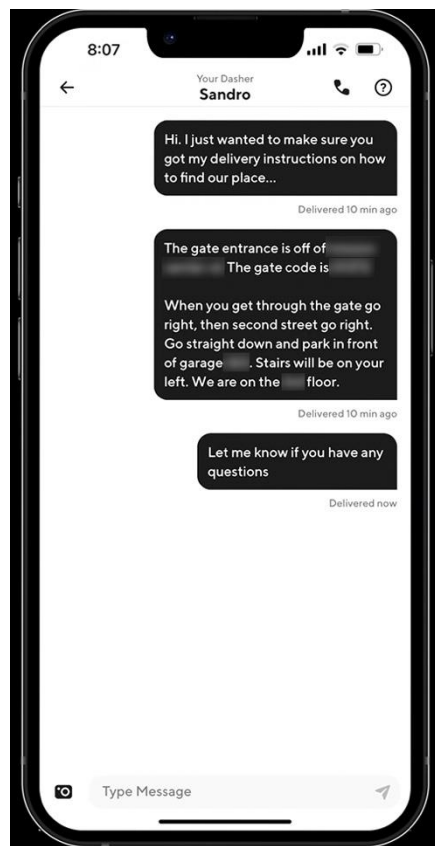 8:07
Your Dasher
Sandro
Hi. I just wanted to make sure you
got my delivery instructions on how
to find our place...
Delivered 10 min ago
The gate entrance is off of
The gate code is
When you get through the gate go
right, then second street go right.
Go straight down and park in front
of garage . Stairs will be on your
left. We are on the floor.
Delivered 10 min ago
Let me know if you have any
questions
Delivered now
Type Message